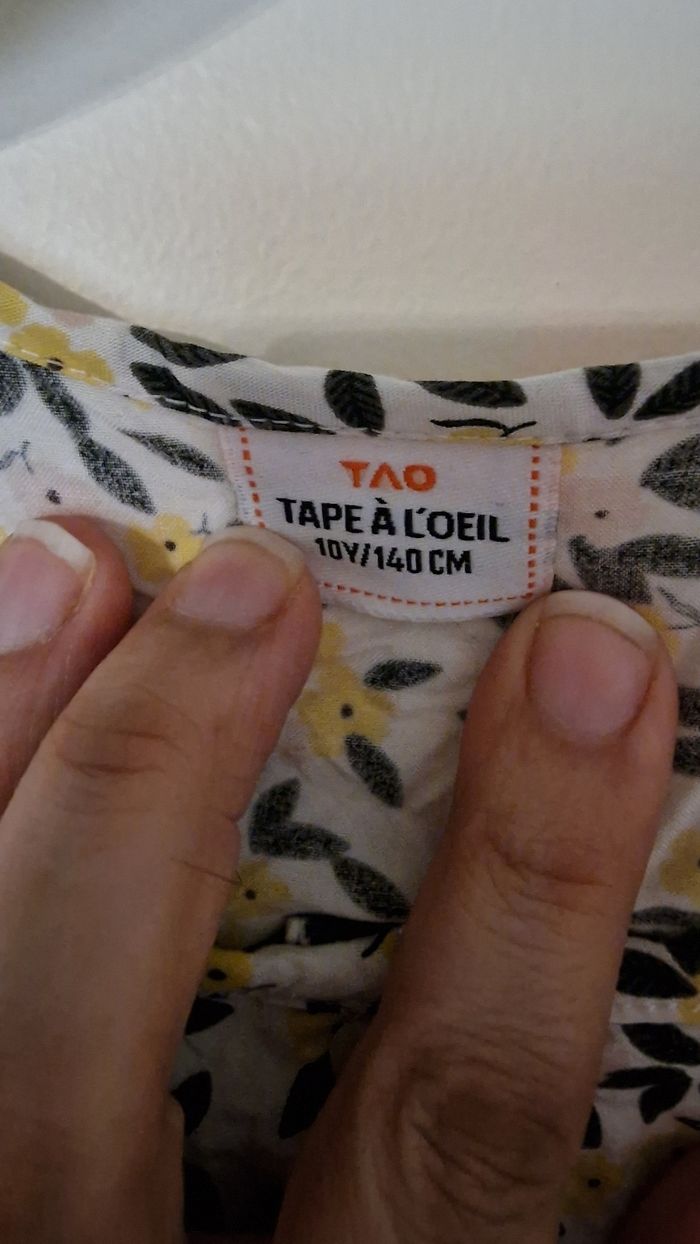 TAO
TAPE À L'OEIL
10Y/140 CM